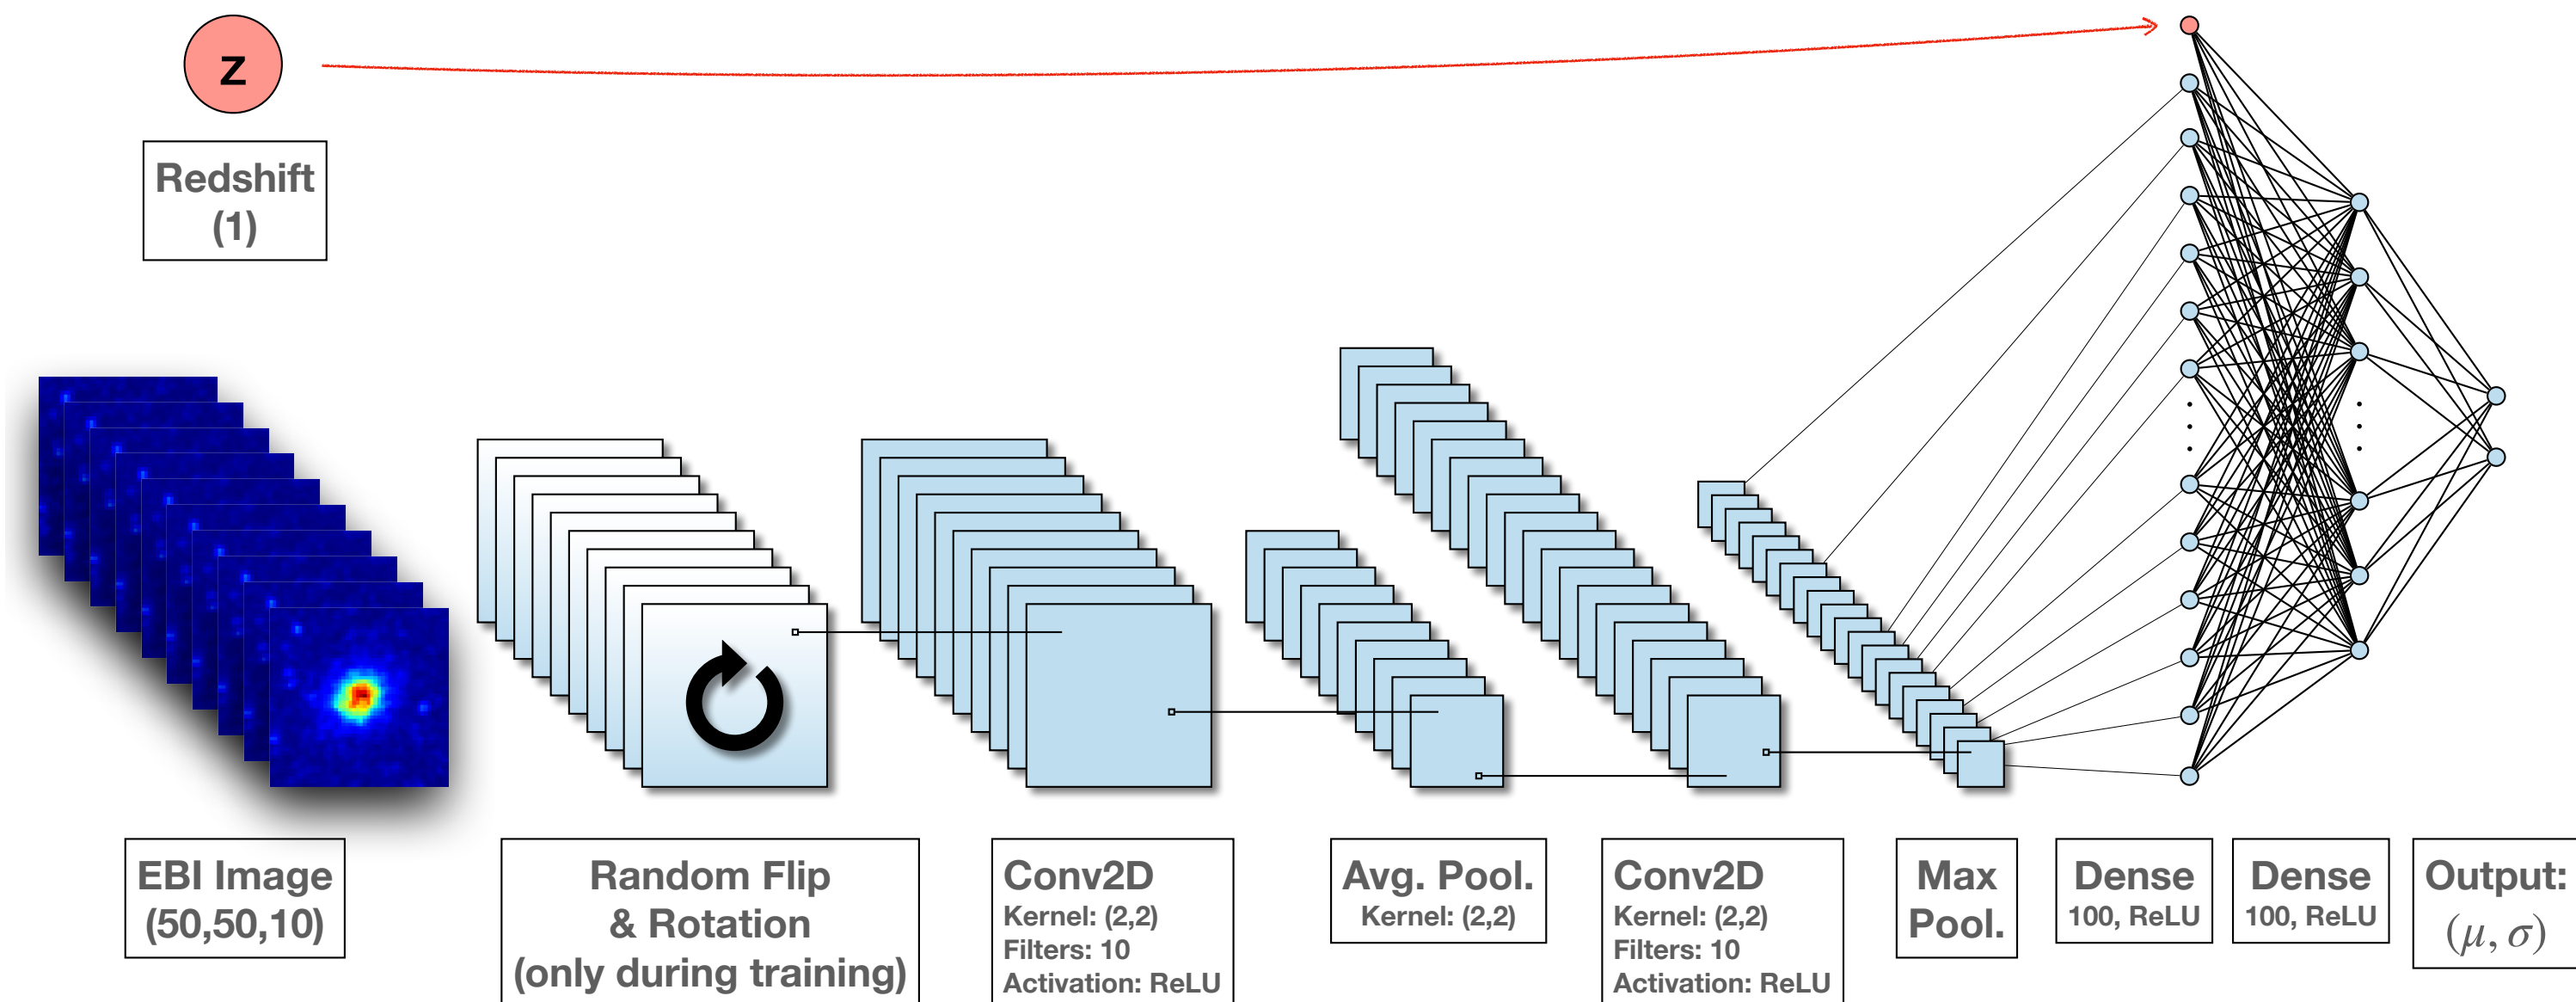 z
Redshift
(1)
EBI Image
(50,50,10)
Random Flip
& Rotation
(only during training)
Conv2D
Kernel: (2,2)
Filters: 10
Activation: ReLU
Avg. Pool.
Kernel: (2,2)
Conv2D
Kernel: (2,2)
Filters: 10
Activation: ReLU
Max
Pool.
Dense
100, ReLU
Dense
100, ReLU
Output:
(μ, σ)